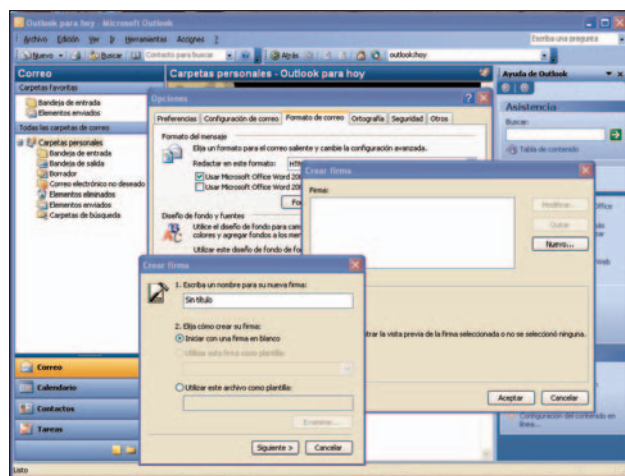 Outlook para hoy - Microsoft Outlook
Archivo Edición Ver Ir Herramientas Acciones ?
Escriba una pregunta
Nuevo Buscar Contacto para buscar Atrás outlook:hoy
Correo
Carpetas favoritas
Bandeja de entrada
Elementos enviados
Todas las carpetas de correo
Carpetas personales
Bandeja de entrada
Bandeja de salida
Borrador
Correo electrónico no deseado
Elementos eliminados
Elementos enviados
Carpetas de búsqueda
Correo
Calendario
Contactos
Tareas
Listo
Carpetas personales - Outlook para hoy
Opciones
Preferencias Configuración de correo Formato de correo Ortografía Seguridad Otros
Formato del mensaje
Elija un formato para el correo saliente y cambie la configuración avanzada.
Redactar en este formato: HTM
Usar Microsoft Office Word 200
Usar Microsoft Office Word 200
Fo
Diseño de fondo y fuentes
Utilice el diseño de fondo para cam
colores y agregar fondos a los mer
Utilizar este diseño de fondo de fo
Crear firma
Firma:
Modificar...
Quitar
Nuevo...
trar la vista previa de la firma seleccionada o no se seleccionó ninguna.
Aceptar Cancelar
Crear firma
1. Escriba un nombre para su nueva firma:
Sin título
2. Elija cómo crear su firma:
Iniciar con una firma en blanco
Utilizar esta firma como plantilla:
Utilizar este archivo como plantilla:
Examinar...
Siguiente > Cancelar
Ayuda de Outlook
Asistencia
Buscar:
Tabla de contenido
Office
Web
Configuración del contenido en
línea...